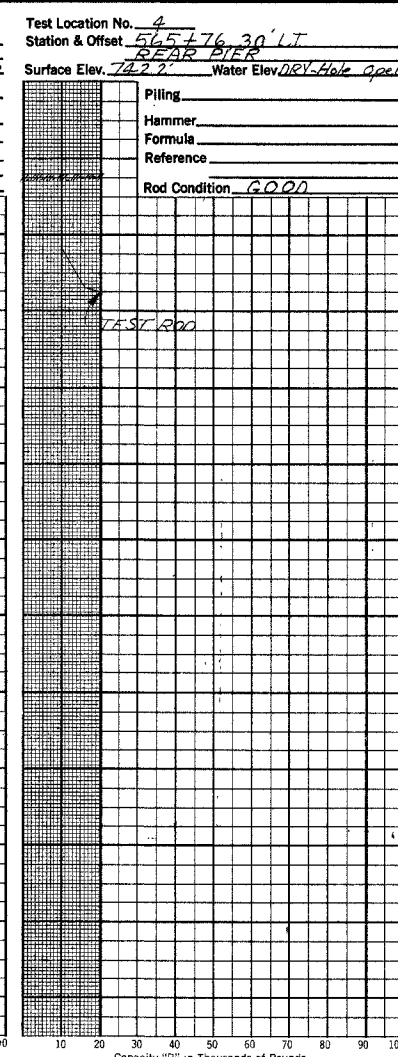 Test Location No. 4
Station & Offset 565+76 30' LT.
REAR PIER
Surface Elev. 742.2' Water Elev DRY-Hole open
Piling
Hammer
Formula
Reference
Rod Condition GOOD
TEST ROD
10 20 30 40 50 60 70 80 90 10
Capacity "R" in Thousands of Pounds